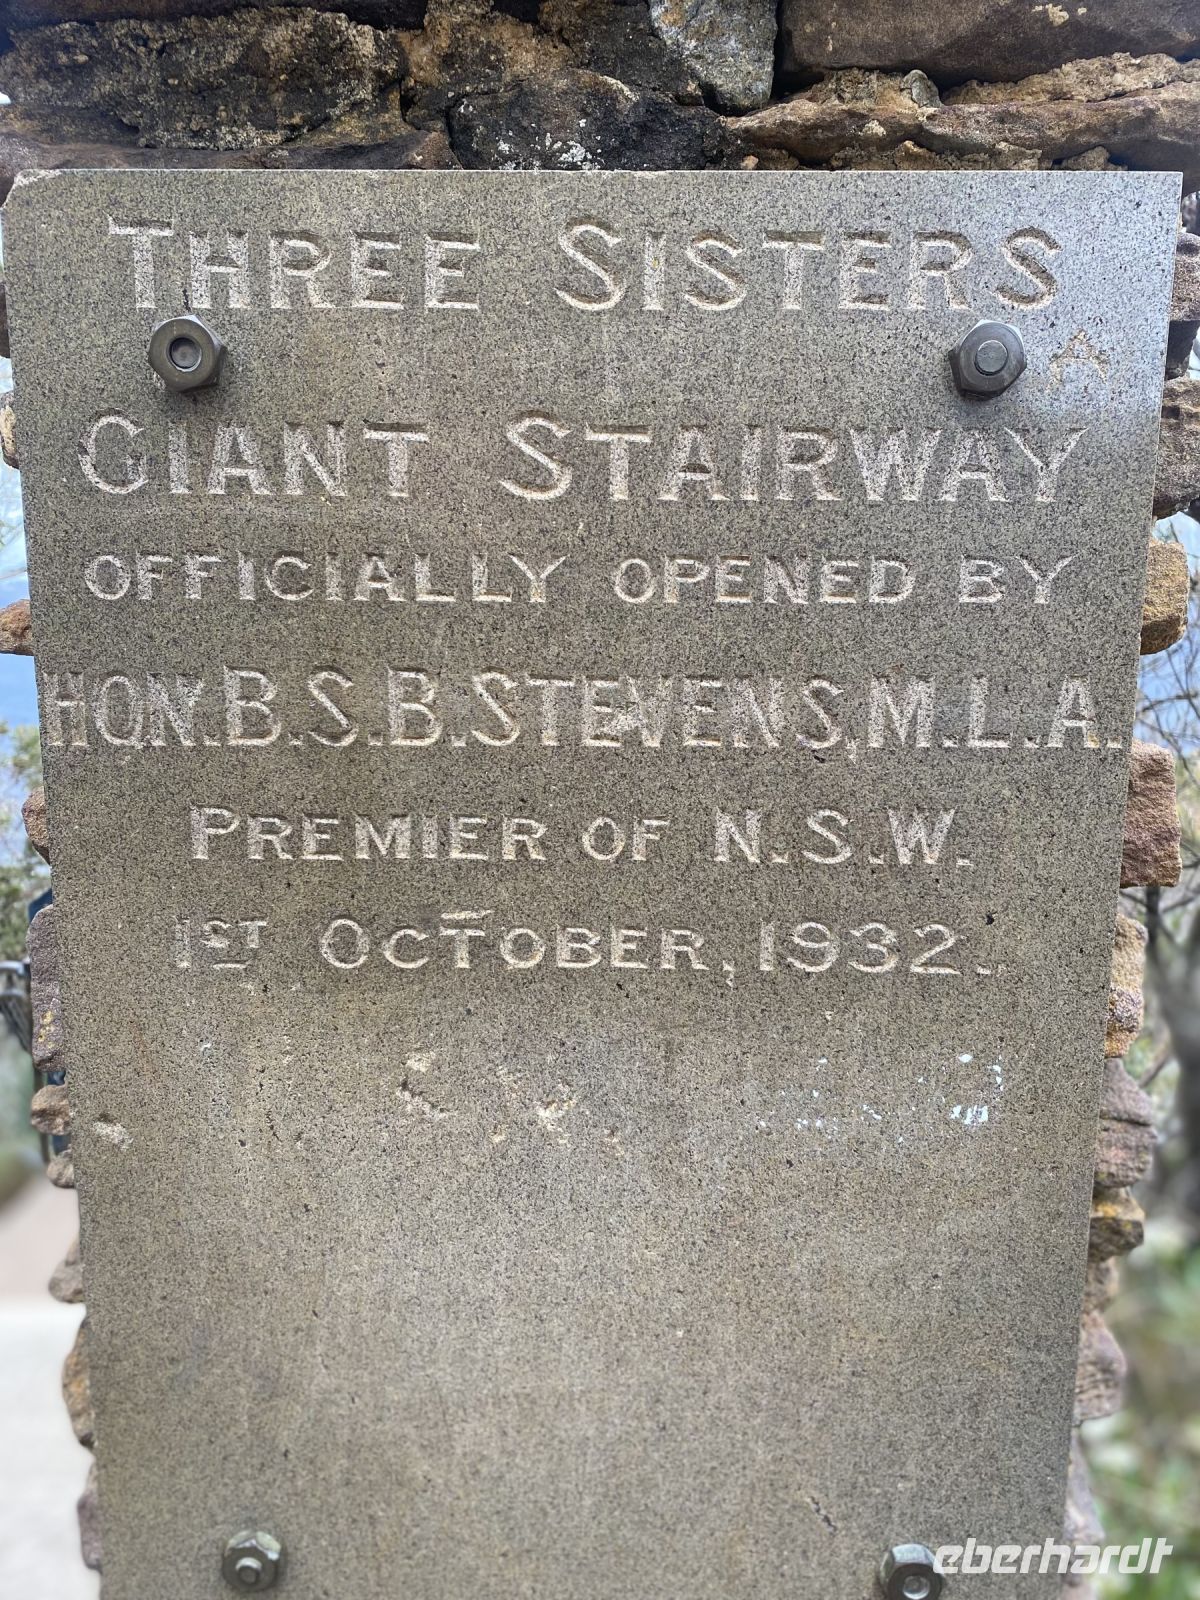 THREE SISTERS
GIANT STAIRWAY
OFFICIALLY OPENED BY
HON. B.S.B. STEVENS, M.L.A.
PREMIER OF N.S.W.
1ST OCTOBER, 1932.
eberhardt